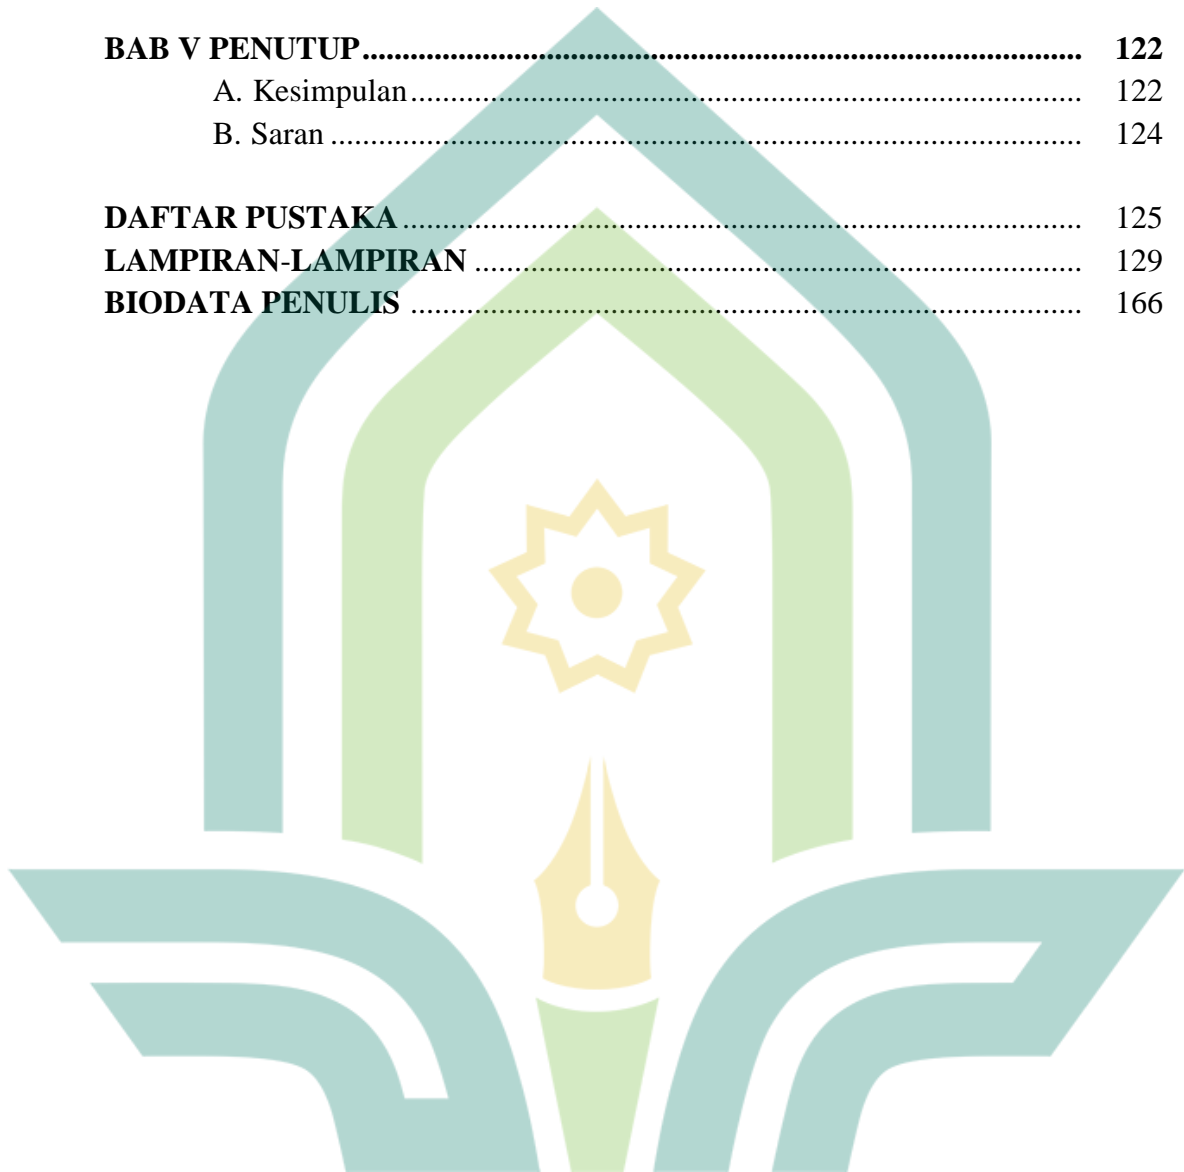 BAB V PENUTUP.......................................................................................... 122
A. Kesimpulan.................................................................................... 122
B. Saran .............................................................................................. 124
DAFTAR PUSTAKA..................................................................................... 125
LAMPIRAN-LAMPIRAN ............................................................................ 129
BIODATA PENULIS .................................................................................... 166